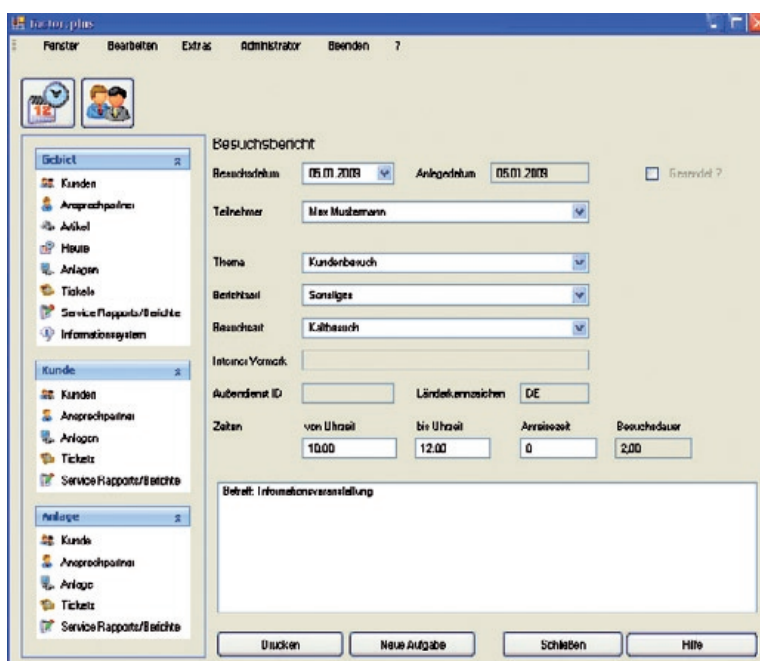 factor.plus
Fenster Bearbeiten Extras Administrator Beenden ?
12
Gebiet
Kunden
Ansprechpartner
Artikel
Heute
Anlagen
Tickets
Service Rapports/Berichte
Informationssystem
Kunde
Kunden
Ansprechpartner
Anlagen
Tickets
Service Rapports/Berichte
Anlage
Kunde
Ansprechpartner
Anlage
Tickets
Service Rapports/Berichte
Besuchsbericht
Besuchsdatum 05.01.2009 Anlegedatum 05.01.2009 Gesendet ?
Teilnehmer Max Mustermann
Thema Kundenbesuch
Berichtsart Sonstiges
Besuchsart Kaltbesuch
Interner Vermerk
Außendienst ID Länderkennzeichen DE
Zeiten von Uhrzeit bis Uhrzeit Anreisezeit Besuchsdauer
10.00 12.00 0 2,00
Betreff: Informationsveranstaltung
Drucken Neue Aufgabe Schließen Hilfe